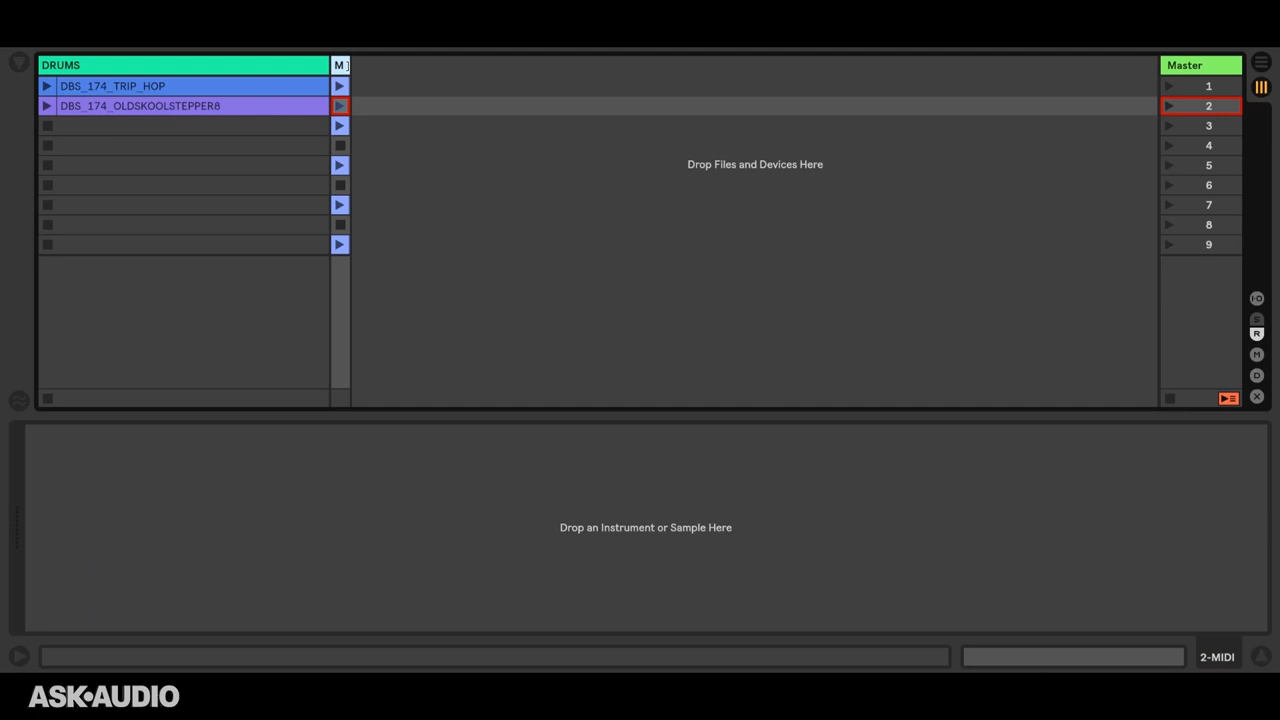 DRUMS
M
Master
DBS_174_TRIP_HOP
1
DBS_174_OLDSKOOLSTEPPER8
2
3
4
Drop Files and Devices Here
5
6
7
8
9
I·O
S
R
M
D
X
Drop an Instrument or Sample Here
2-MIDI
ASK•AUDIO